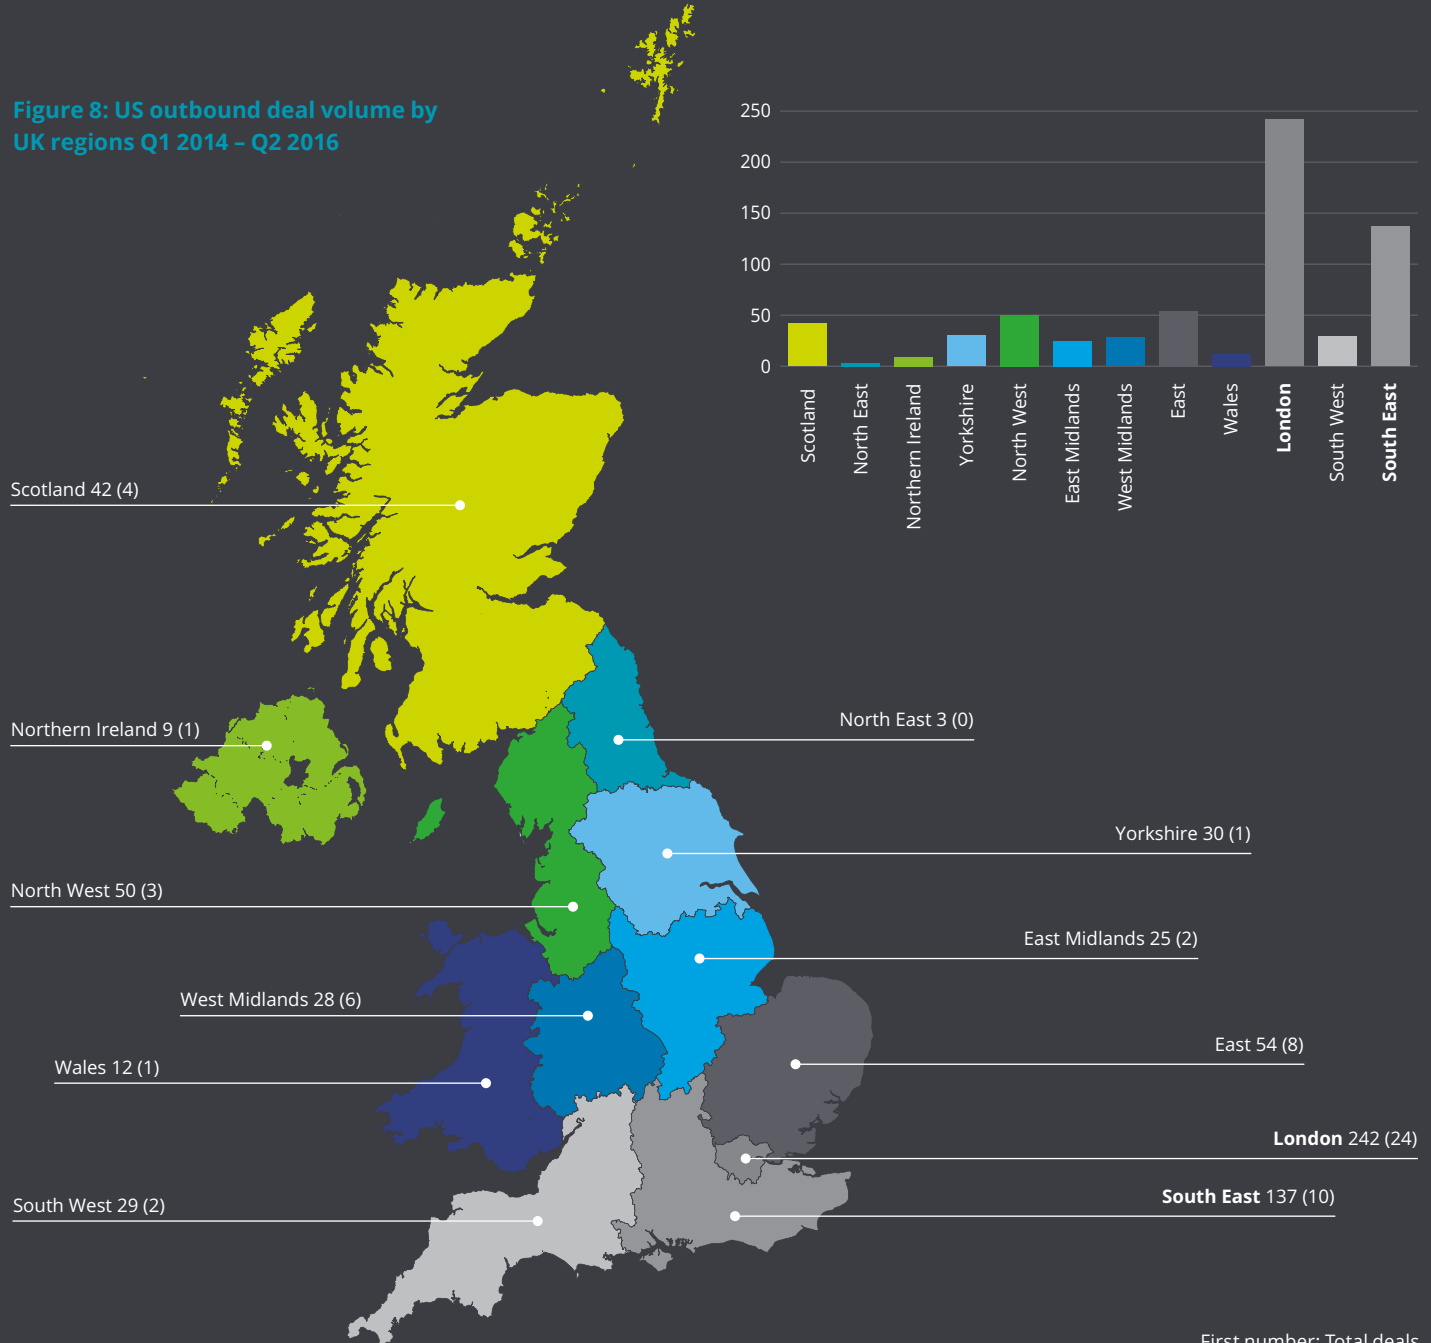 Figure 8: US outbound deal volume by
UK regions Q1 2014 – Q2 2016
250
200
150
100
50
0
Scotland
North East
Northern Ireland
Yorkshire
North West
East Midlands
West Midlands
East
Wales
London
South West
South East
Scotland 42 (4)
Northern Ireland 9 (1)
North East 3 (0)
Yorkshire 30 (1)
North West 50 (3)
East Midlands 25 (2)
West Midlands 28 (6)
East 54 (8)
Wales 12 (1)
London 242 (24)
South East 137 (10)
South West 29 (2)
First number: Total deals